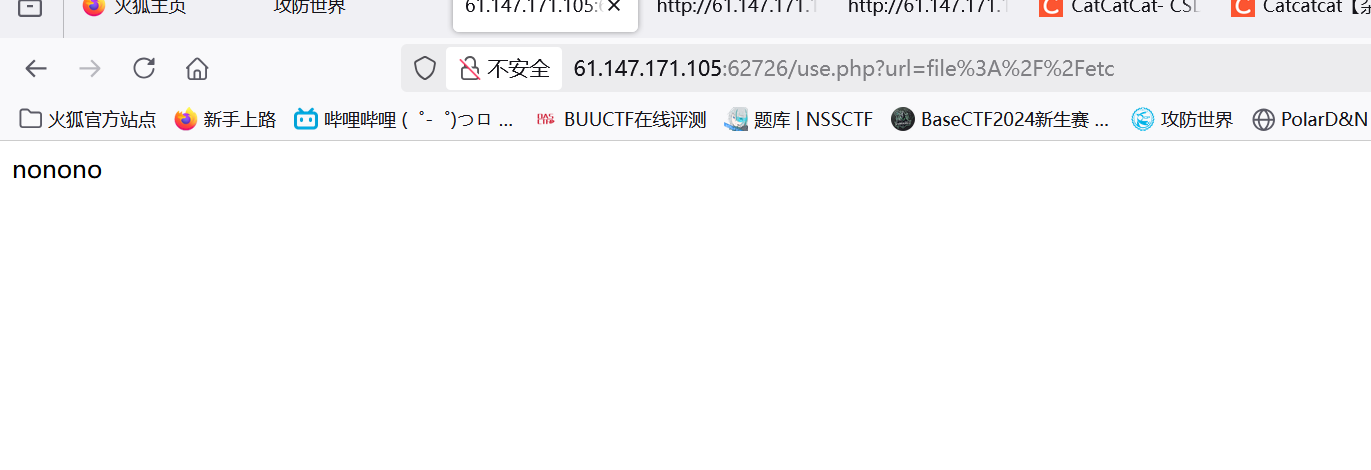 火狐主页 攻防世界 61.147.171.105: http://61.147.171.1 http://61.147.171.1 CatCatCat- CSD Catcatcat【杂
不安全 61.147.171.105:62726/use.php?url=file%3A%2F%2Fetc
火狐官方站点 新手上路 哔哩哔哩 ( ゜- ゜)つロ ... BUUCTF在线评测 题库 | NSSCTF BaseCTF2024新生赛 ... 攻防世界 PolarD&N
nonono